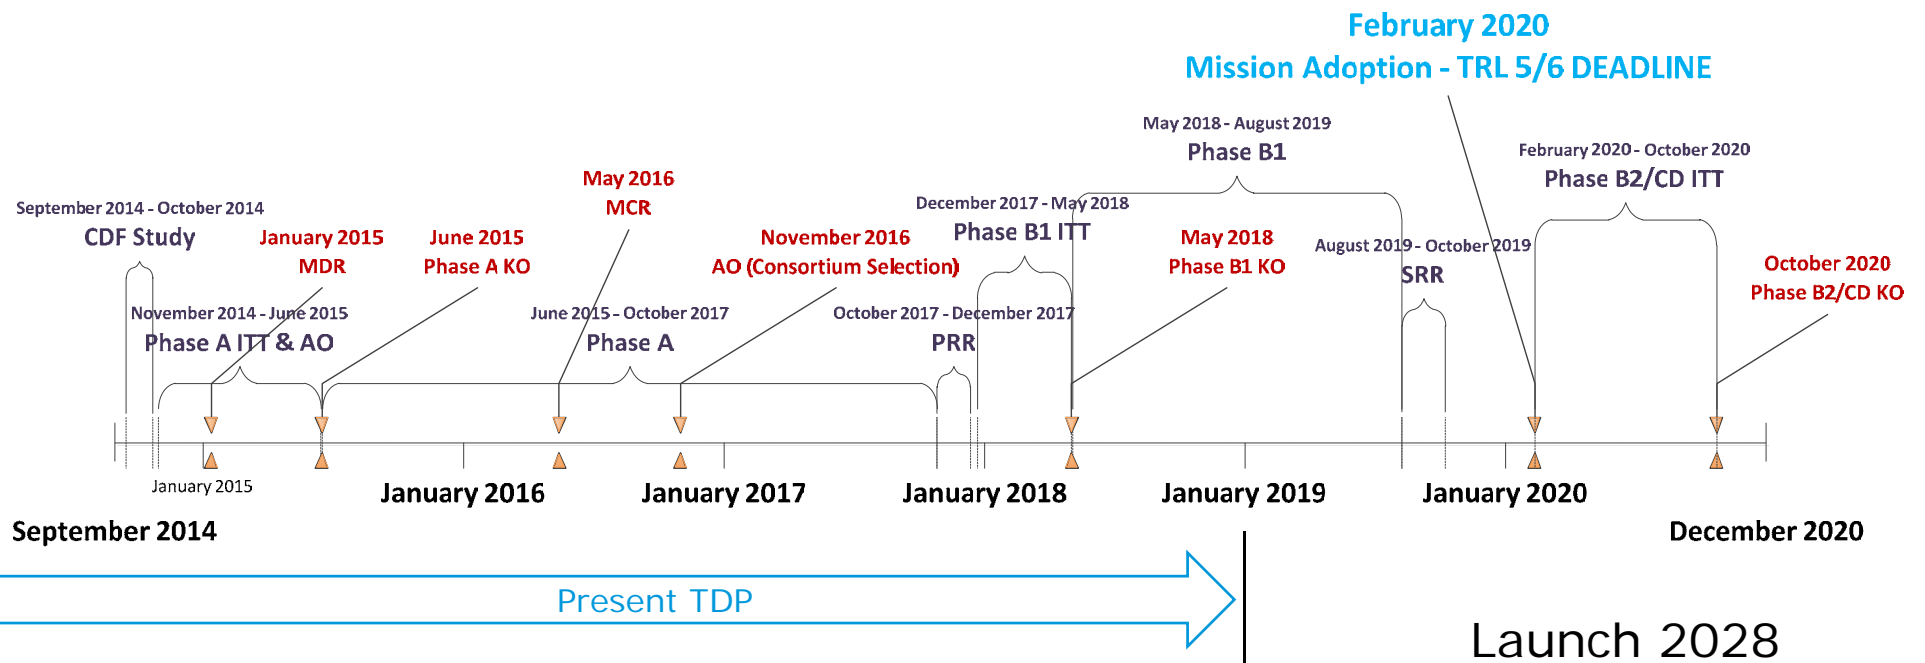 February 2020
Mission Adoption - TRL 5/6 DEADLINE
May 2018 - August 2019
Phase B1
February 2020 - October 2020
Phase B2/CD ITT
May 2016
MCR
September 2014 - October 2014
CDF Study
January 2015
MDR
June 2015
Phase A KO
November 2016
AO (Consortium Selection)
December 2017 - May 2018
Phase B1 ITT
May 2018
Phase B1 KO
August 2019 - October 2019
SRR
October 2020
Phase B2/CD KO
November 2014 - June 2015
Phase A ITT & AO
June 2015 - October 2017
Phase A
October 2017 - December 2017
PRR
January 2015
January 2016
January 2017
January 2018
January 2019
January 2020
September 2014
December 2020
Present TDP
Launch 2028